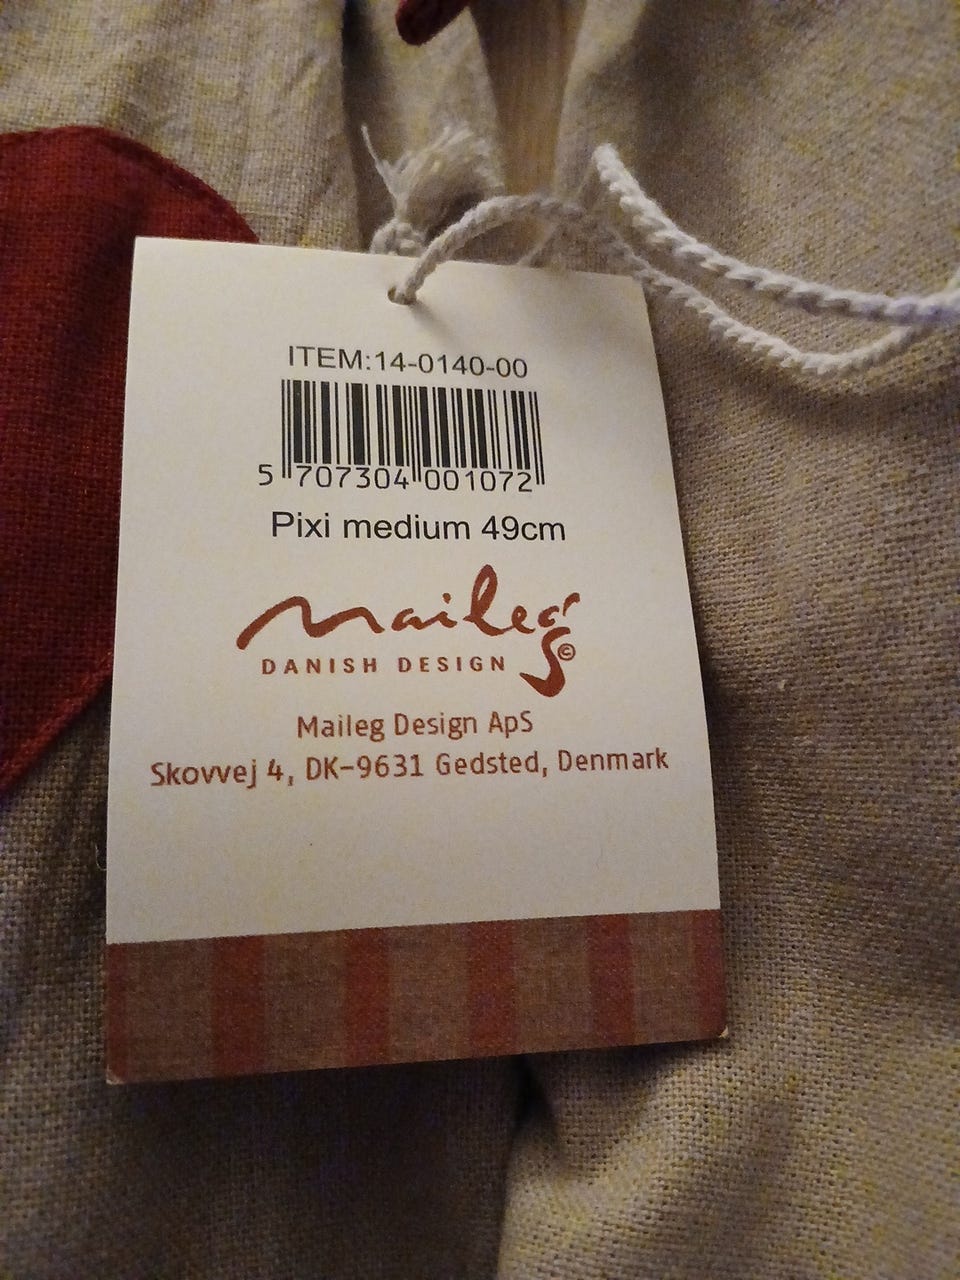 ITEM:14-0140-00
5 707304 001072
Pixi medium 49cm
maileg©
DANISH DESIGN
Maileg Design ApS
Skovvej 4, DK-9631 Gedsted, Denmark